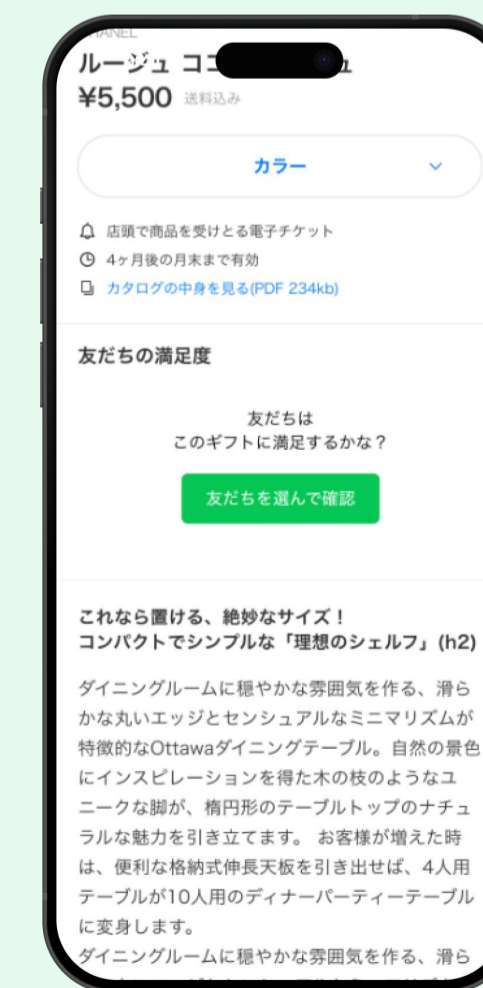 ルージュ ココ
¥5,500 送料込み
カラー
店頭で商品を受けとる電子チケット
4ヶ月後の月末まで有効
カタログの中身を見る(PDF 234kb)
友だちの満足度
友だちは
このギフトに満足するかな？
友だちを選んで確認
これなら置ける、絶妙なサイズ！
コンパクトでシンプルな「理想のシェルフ」(h2)
ダイニングルームに穏やかな雰囲気を作る、滑ら
かな丸いエッジとセンシュアルなミニマリズムが
特徴的なOttawaダイニングテーブル。自然の景色
にインスピレーションを得た木の枝のようなユ
ニークな脚が、楕円形のテーブルトップのナチュ
ラルな魅力を引き立てます。 お客様が増えた時
は、便利な格納式伸長天板を引き出せば、4人用
テーブルが10人用のディナーパーティーテーブル
に変身します。
ダイニングルームに穏やかな雰囲気を作る、滑ら